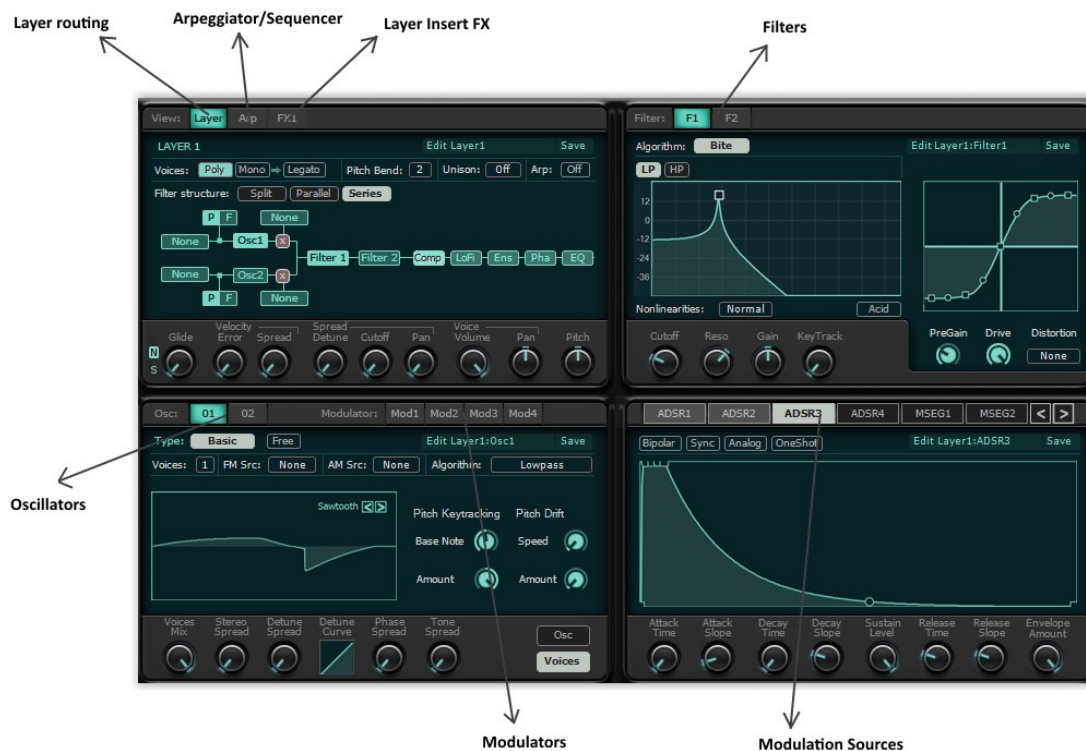 Layer routing
Arpeggiator/Sequencer
Layer Insert FX
Filters
View: Layer Arp FX1
LAYER 1 Edit Layer1 Save
Voices: Poly Mono Legato Pitch Bend: 2 Unison: Off Arp: Off
Filter structure: Split Parallel Series
P F None
None Osc1 x
Filter 1 Filter 2 Comp LoFi Ens Pha EQ
None Osc2 x
P F None
Velocity Spread Voice
Glide Error Spread Detune Cutoff Pan Volume Pan Pitch
N
S
Filter: F1 F2
Algorithm: Bite Edit Layer1:Filter1 Save
LP HP
12
0
-12
-24
-36
Nonlinearities: Normal Acid
Cutoff Reso Gain KeyTrack
PreGain Drive Distortion
None
Osc: O1 O2 Modulator: Mod1 Mod2 Mod3 Mod4
Type: Basic Free Edit Layer1:Osc1 Save
Voices: 1 FM Src: None AM Src: None Algorithm: Lowpass
Sawtooth < >
Pitch Keytracking Pitch Drift
Base Note Speed
Amount Amount
Voices Stereo Detune Detune Phase Tone
Mix Spread Spread Curve Spread Spread
Osc
Voices
ADSR1 ADSR2 ADSR3 ADSR4 MSEG1 MSEG2 < >
Bipolar Sync Analog OneShot Edit Layer1:ADSR3 Save
Attack Attack Decay Decay Sustain Release Release Envelope
Time Slope Time Slope Level Time Slope Amount
Oscillators
Modulators
Modulation Sources